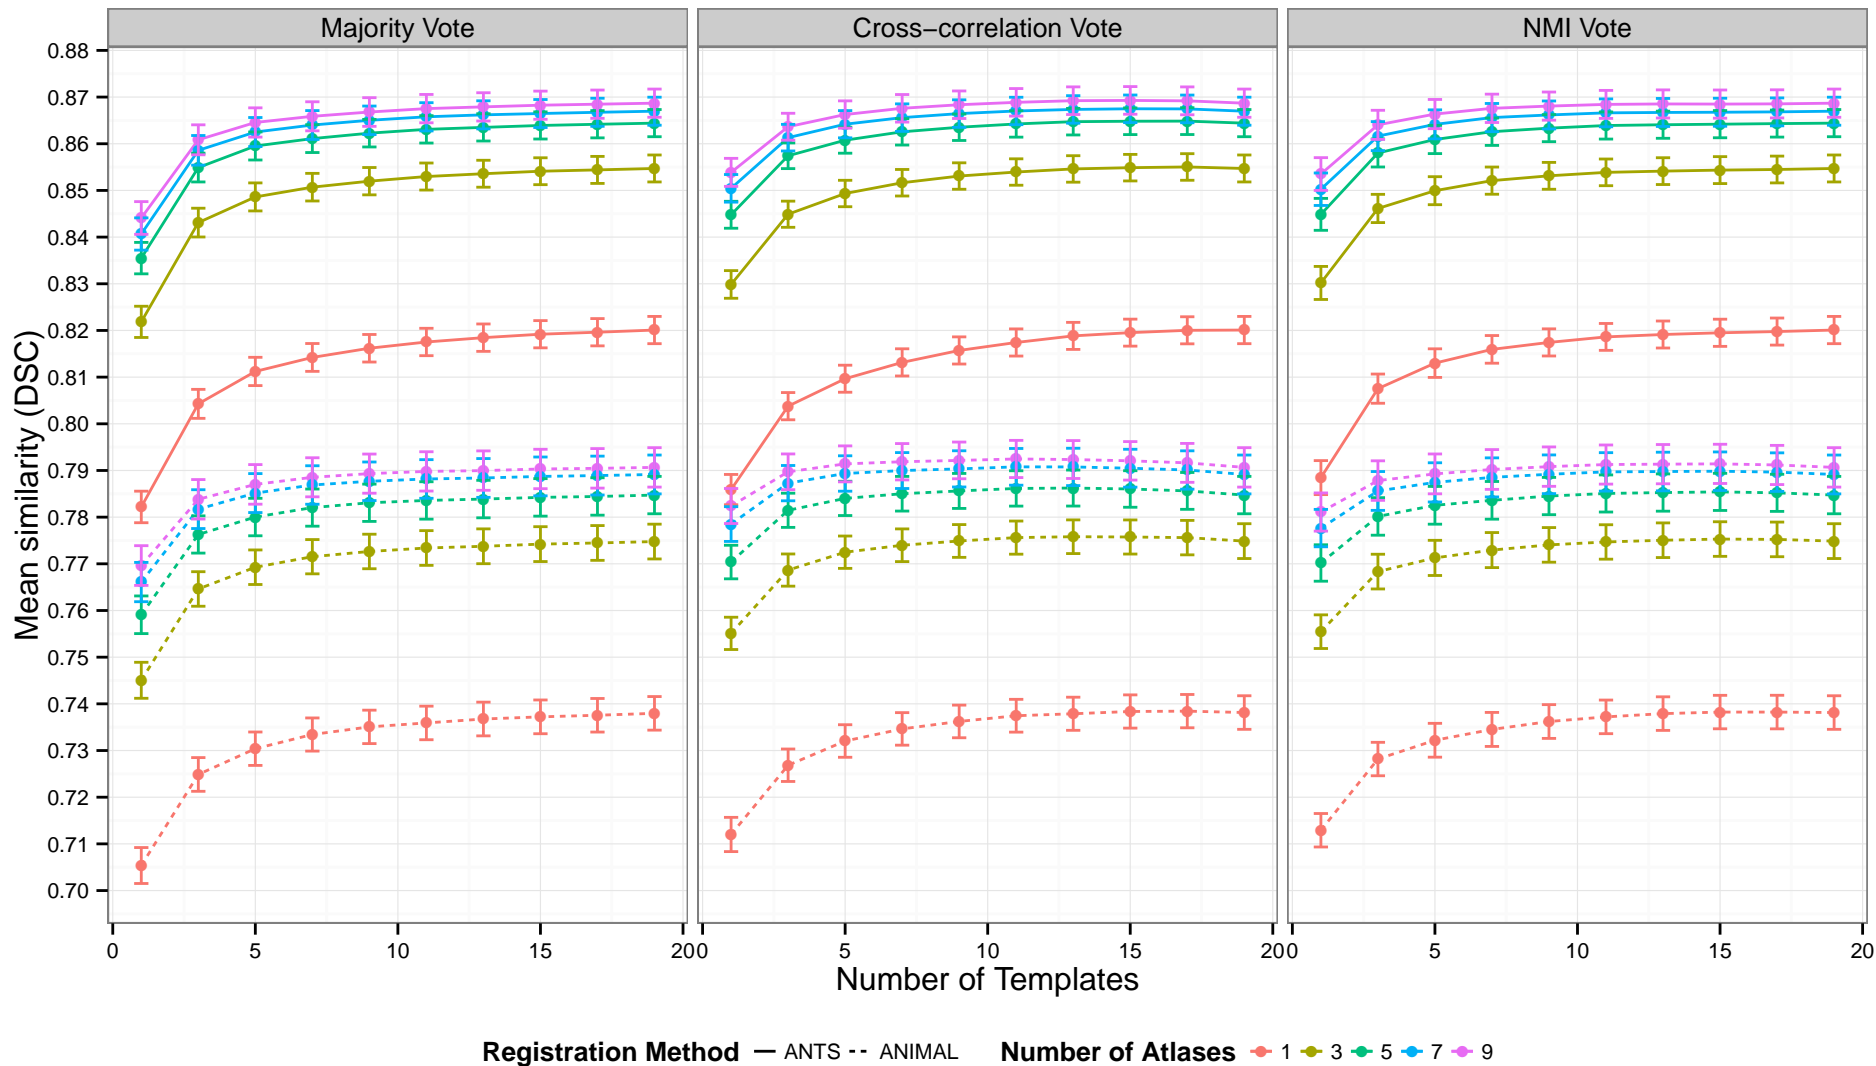 Majority Vote
Cross−correlation Vote
NMI Vote
Mean similarity (DSC)
0.88
0.87
0.86
0.85
0.84
0.83
0.82
0.81
0.80
0.79
0.78
0.77
0.76
0.75
0.74
0.73
0.72
0.71
0.70
0 5 10 15 20
0 5 10 15 20
0 5 10 15 20
Number of Templates
Registration Method ANTS ANIMAL Number of Atlases 1 3 5 7 9